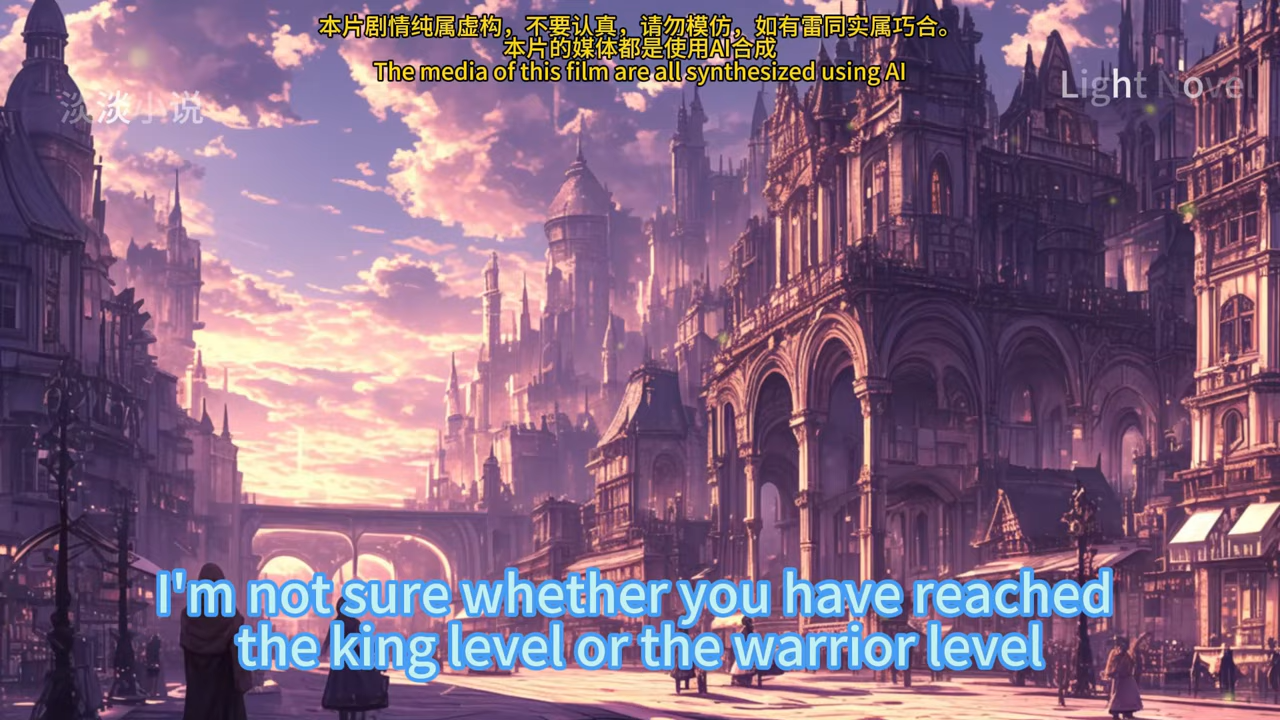 本片剧情纯属虚构，不要认真，请勿模仿，如有雷同实属巧合。
本片的媒体都是使用AI合成
The media of this film are all synthesized using AI
Light Novel
淡淡小说
I'm not sure whether you have reached
the king level or the warrior level